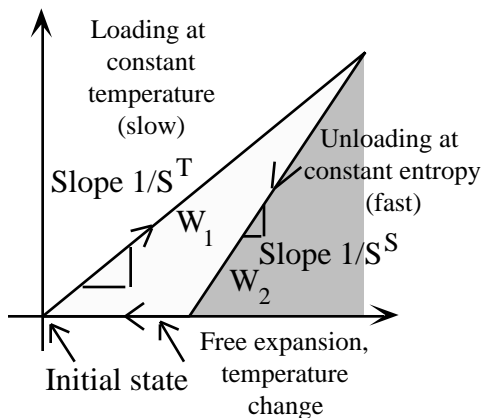 Loading at
constant
temperature
(slow)
Unloading at
constant entropy
(fast)
Slope 1/S^T
W_1
Slope 1/S^S
W_2
Initial state
Free expansion,
temperature
change